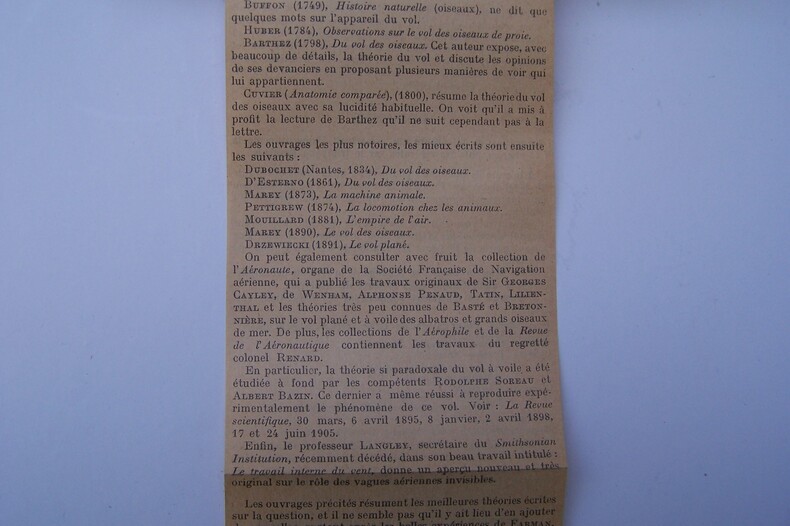 BUFFON (1749), Histoire naturelle (oiseaux), ne dit que
quelques mots sur l'appareil du vol.
HUBER (1784), Observations sur le vol des oiseaux de proie.
BARTHEZ (1798), Du vol des oiseaux. Cet auteur expose, avec
beaucoup de détails, la théorie du vol et discute les opinions
de ses devanciers en proposant plusieurs manières de voir qui
lui appartiennent.
CUVIER (Anatomie comparée), (1800), résume la théorie du vol
des oiseaux avec sa lucidité habituelle. On voit qu'il a mis à
profit la lecture de Barthez qu'il ne suit cependant pas à la
lettre.
Les ouvrages les plus notoires, les mieux écrits sont ensuite
les suivants :
DUBOCHET (Nantes, 1834), Du vol des oiseaux.
D'ESTERNO (1861), Du vol des oiseaux.
MAREY (1873), La machine animale.
PETTIGREW (1874), La locomotion chez les animaux.
MOUILLARD (1881), L'empire de l'air.
MAREY (1890), Le vol des oiseaux.
DRZEWIECKI (1891), Le vol plané.
On peut également consulter avec fruit la collection de
l'Aéronaute, organe de la Société Française de Navigation
aérienne, qui a publié les travaux originaux de Sir GEORGES
CAYLEY, de WENHAM, ALPHONSE PENAUD, TATIN, LILIEN-
THAL et les théories très peu connues de BASTÉ et BRETON-
NIÈRE, sur le vol plané et à voile des albatros et grands oiseaux
de mer. De plus, les collections de l'Aérophile et de la Revue
de l'Aéronautique contiennent les travaux du regretté
colonel RENARD.
En particulier, la théorie si paradoxale du vol à voile a été
étudiée à fond par les compétents RODOLPHE SOREAU et
ALBERT BAZIN. Ce dernier a même réussi à reproduire expé-
rimentalement le phénomène de ce vol. Voir : La Revue
scientifique, 30 mars, 6 avril 1895, 8 janvier, 2 avril 1898,
17 et 24 juin 1905.
Enfin, le professeur LANGLEY, secrétaire du Smithsonian
Institution, récemment décédé, dans son beau travail intitulé :
Le travail interne du vent, donne un aperçu nouveau et très
original sur le rôle des vagues aériennes invisibles.
Les ouvrages précités résument les meilleures théories écrites
sur la question, et il ne semble pas qu'il y ait lieu d'en ajouter
les belles expériences de FARMAN,